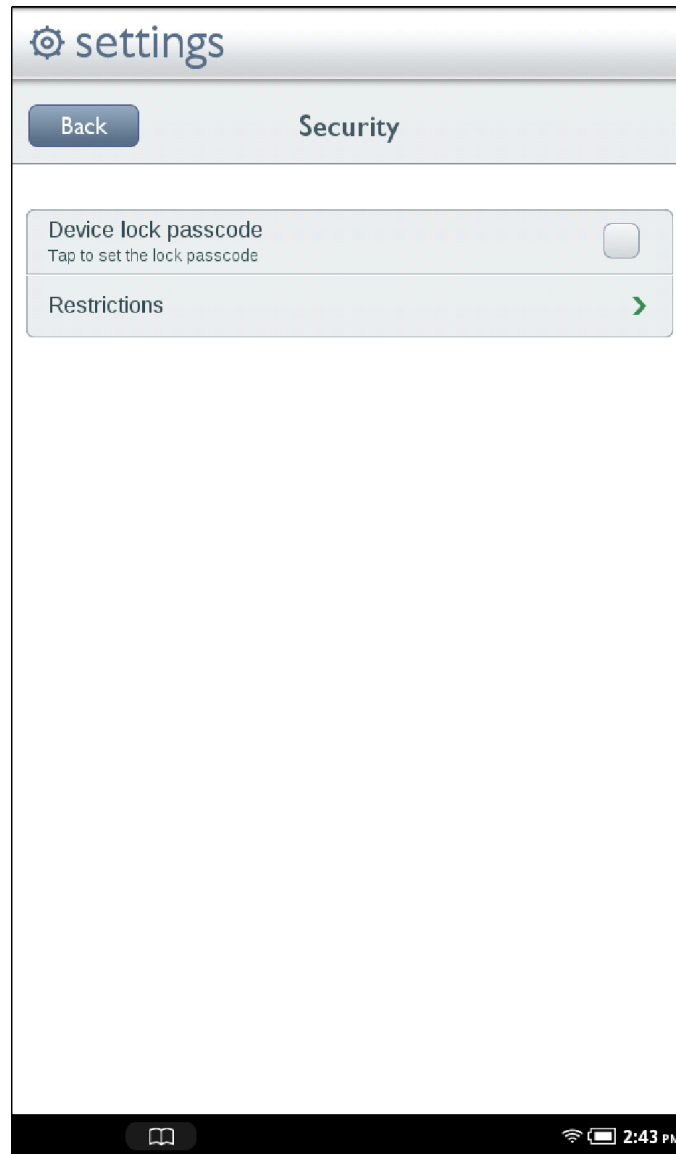 settings
Back
Security
Device lock passcode
Tap to set the lock passcode
Restrictions
2:43 PM